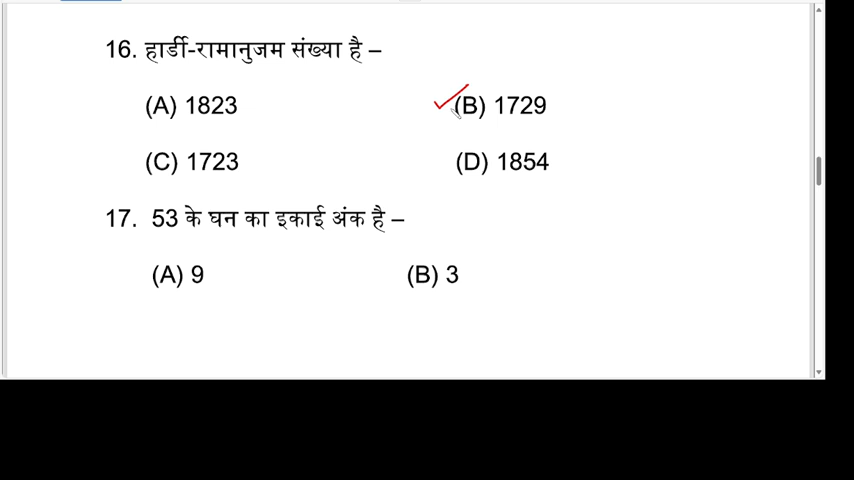 16. हार्डी-रामानुजम संख्या है –
(A) 1823 (B) 1729
(C) 1723 (D) 1854
17. 53 के घन का इकाई अंक है –
(A) 9 (B) 3